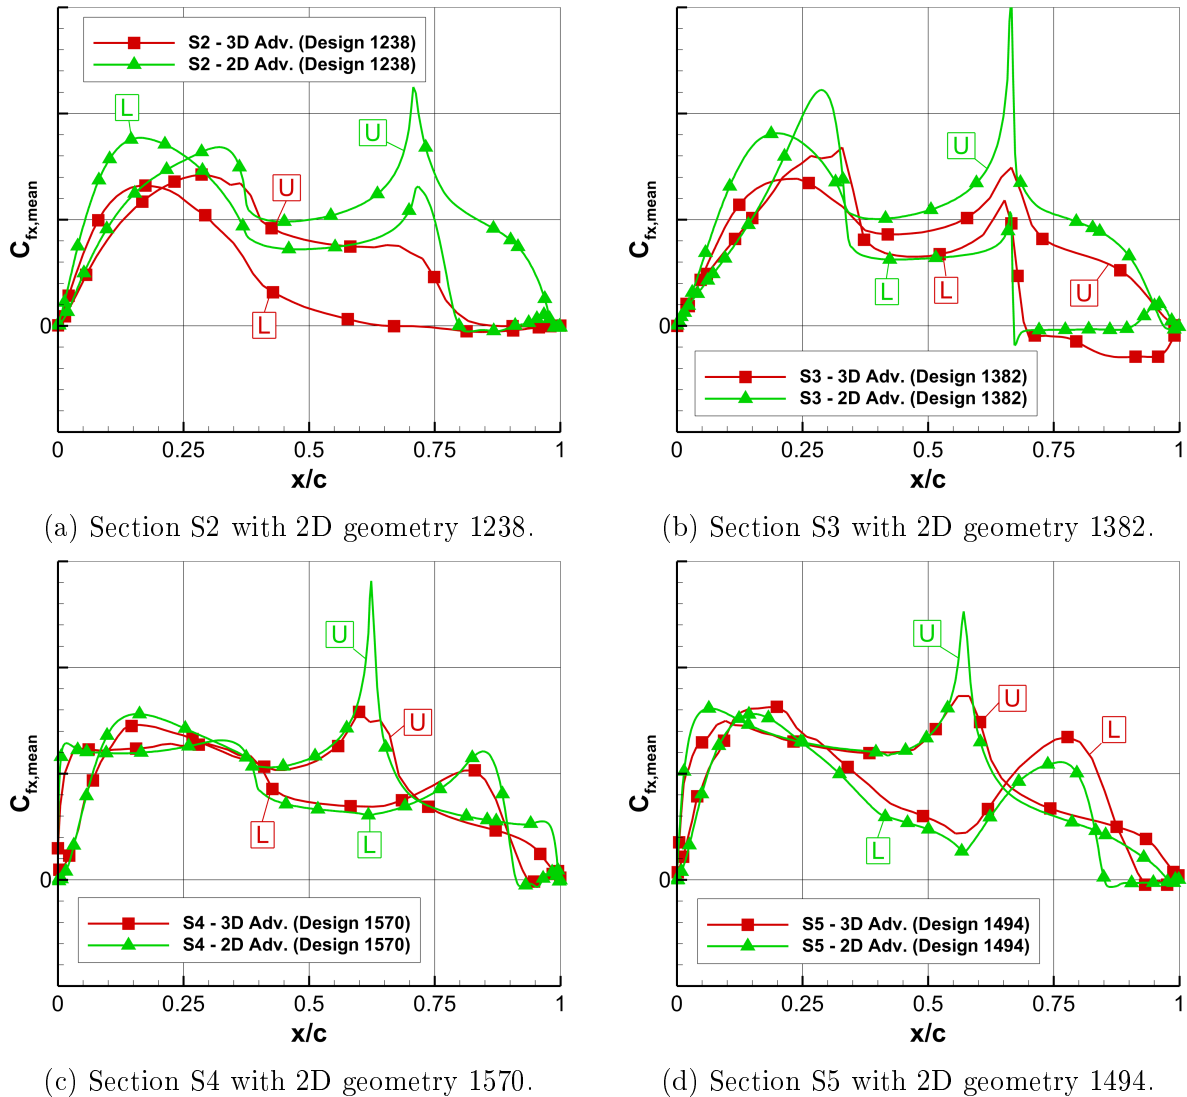 S2 - 3D Adv. (Design 1238)
S2 - 2D Adv. (Design 1238)
L
U
U
L
C fx,mean
0
0 0.25 0.5 0.75 1
x/c
(a) Section S2 with 2D geometry 1238.
U
L
L
U
C fx,mean
0
S3 - 3D Adv. (Design 1382)
S3 - 2D Adv. (Design 1382)
0 0.25 0.5 0.75 1
x/c
(b) Section S3 with 2D geometry 1382.
U
U
L
L
C fx,mean
0
S4 - 3D Adv. (Design 1570)
S4 - 2D Adv. (Design 1570)
0 0.25 0.5 0.75 1
x/c
(c) Section S4 with 2D geometry 1570.
U
U
L
L
C fx,mean
0
S5 - 3D Adv. (Design 1494)
S5 - 2D Adv. (Design 1494)
0 0.25 0.5 0.75 1
x/c
(d) Section S5 with 2D geometry 1494.